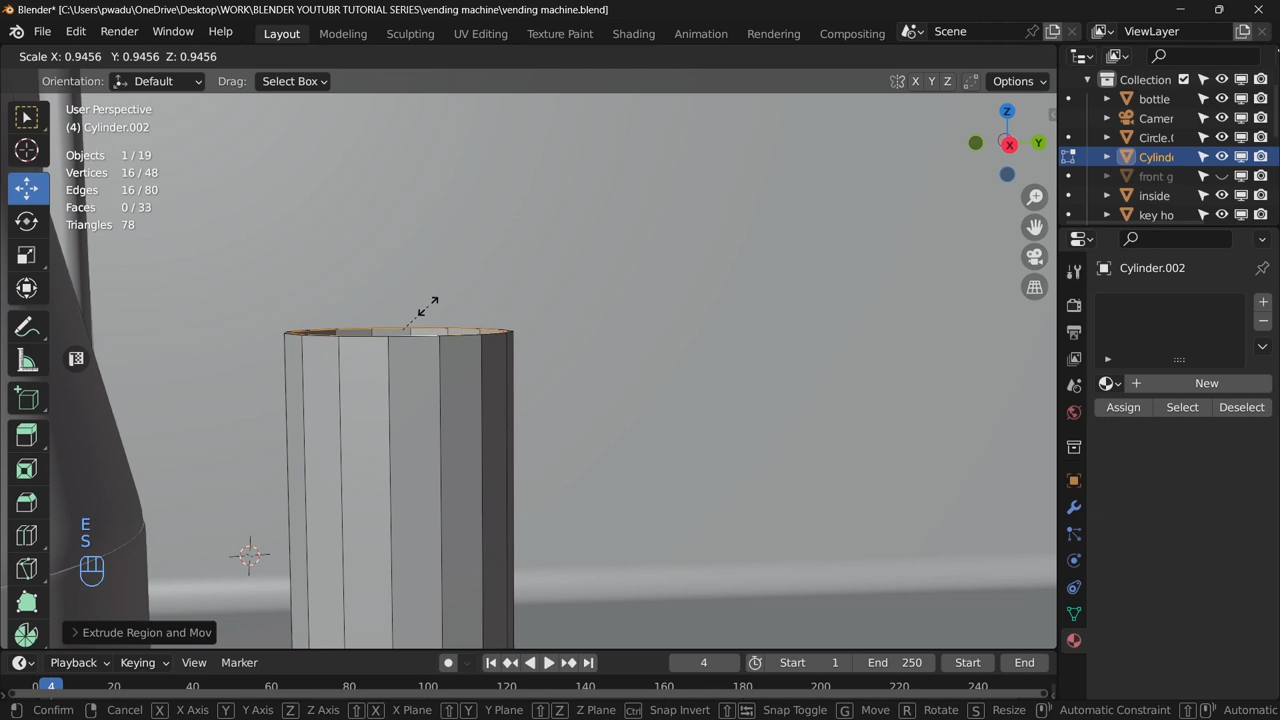 Blender* [C:\Users\pwadu\OneDrive\Desktop\WORK\BLENDER YOUTUBR TUTORIAL SERIES\vending machine\vending machine.blend]
File Edit Render Window Help Layout Modeling Sculpting UV Editing Texture Paint Shading Animation Rendering Compositing Scene ViewLayer
Scale X: 0.9456 Y: 0.9456 Z: 0.9456
Orientation: Default Drag: Select Box X Y Z Options
User Perspective
(4) Cylinder.002
Objects 1 / 19
Vertices 16 / 48
Edges 16 / 80
Faces 0 / 33
Triangles 78
Z
Y
X
E
S
Extrude Region and Mov
Collection
bottle
Camer
Circle.0
Cylinde
front g
inside
key ho
Cylinder.002
New
Assign Select Deselect
Playback Keying View Marker 4 Start 1 End 250 Start End
0 4 20 40 60 80 100 120 140 160 180 200 220 240
Confirm Cancel X X Axis Y Y Axis Z Z Axis X X Plane Y Y Plane Z Z Plane Ctrl Snap Invert Snap Toggle G Move R Rotate S Resize Automatic Constraint Automatic